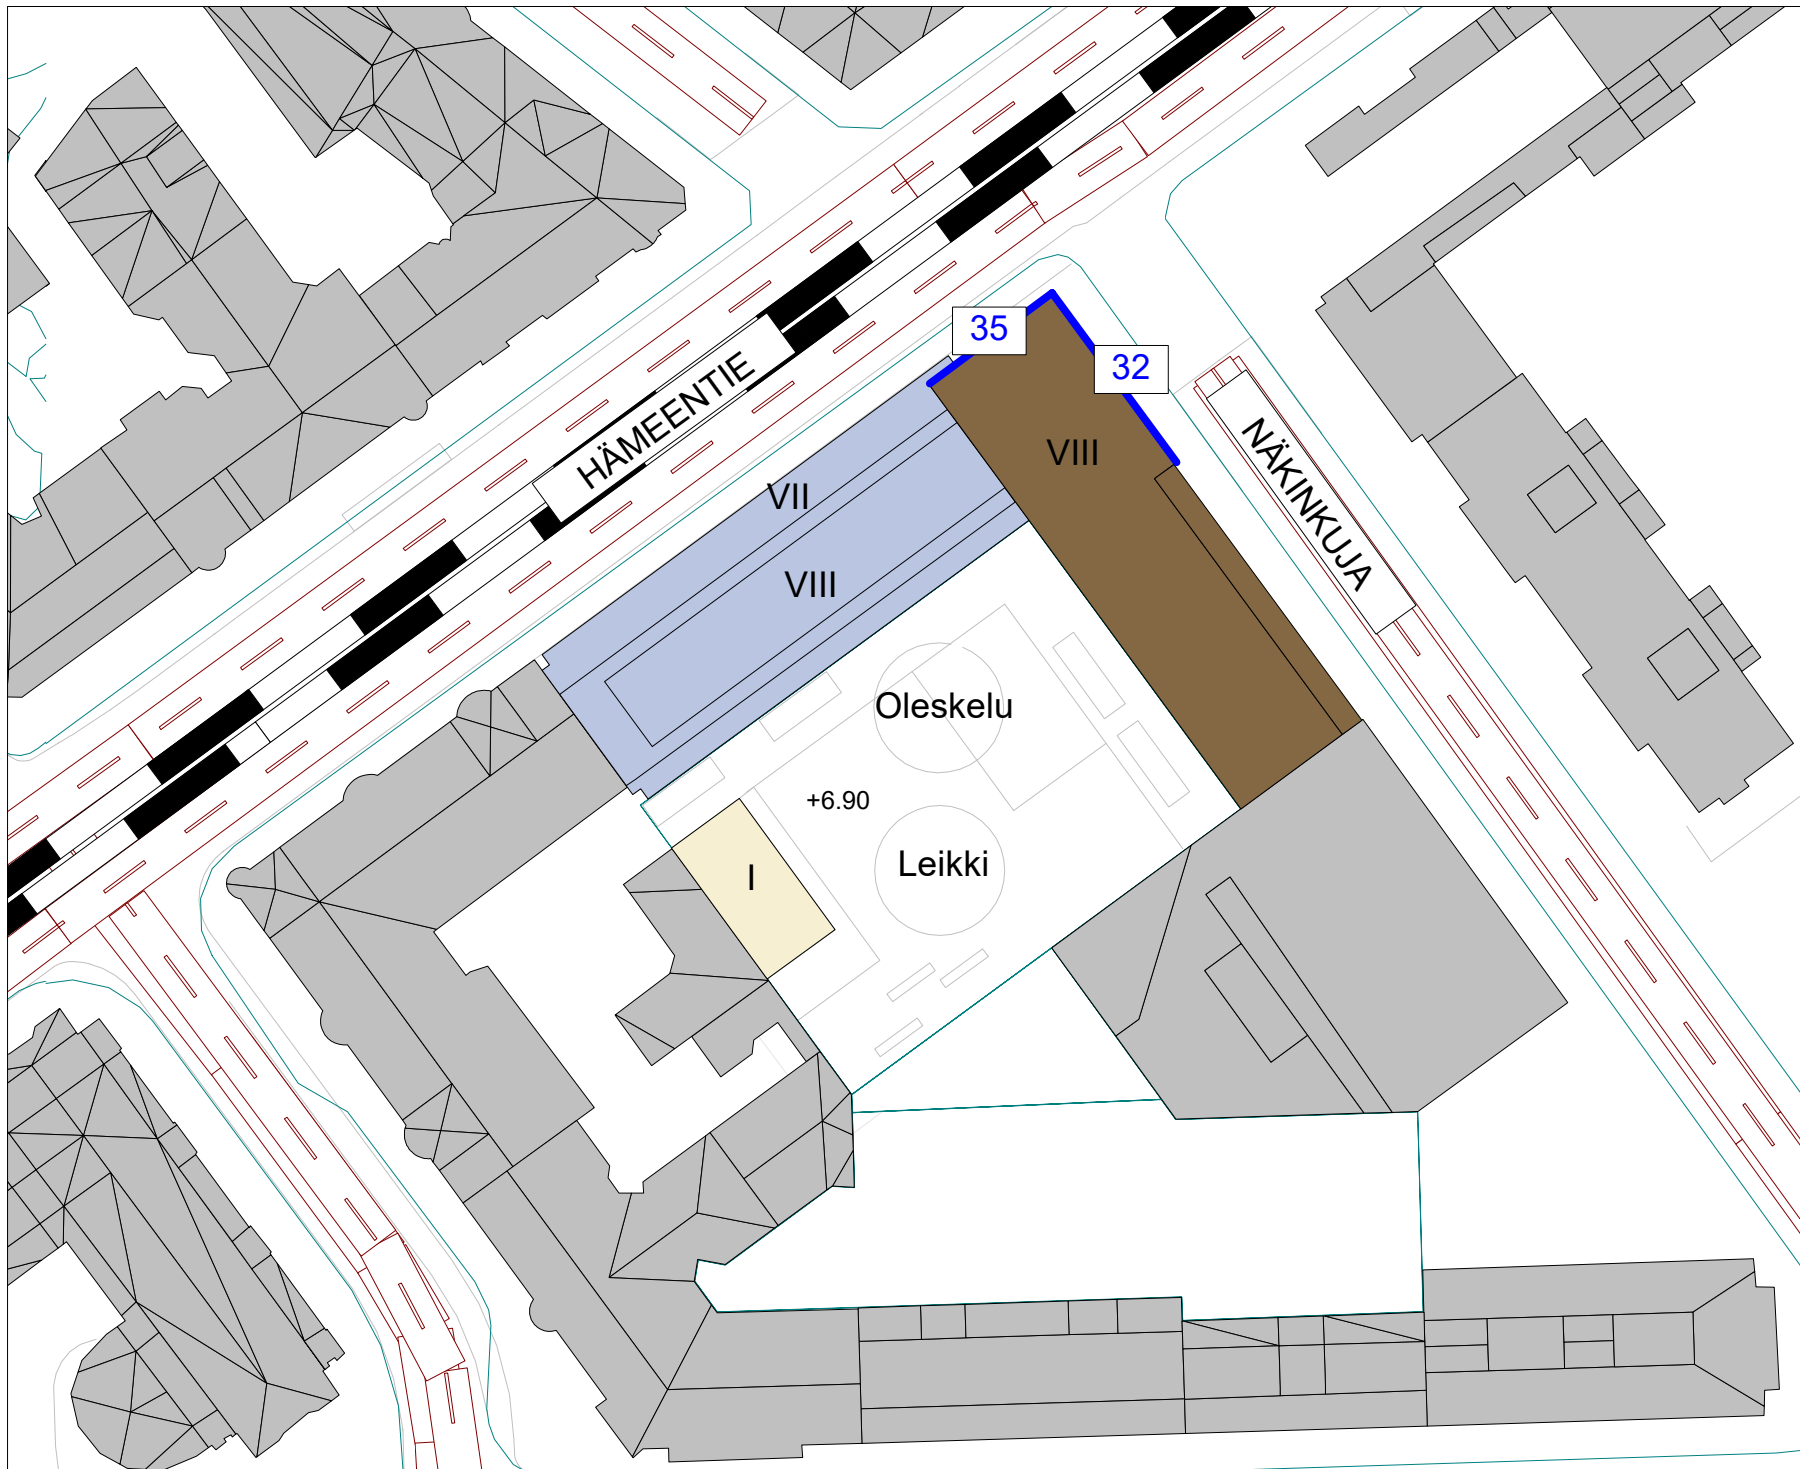 35
32
HÄMEENTIE
NÄKINKUJA
VIII
VII
VIII
Oleskelu
+6.90
Leikki
I